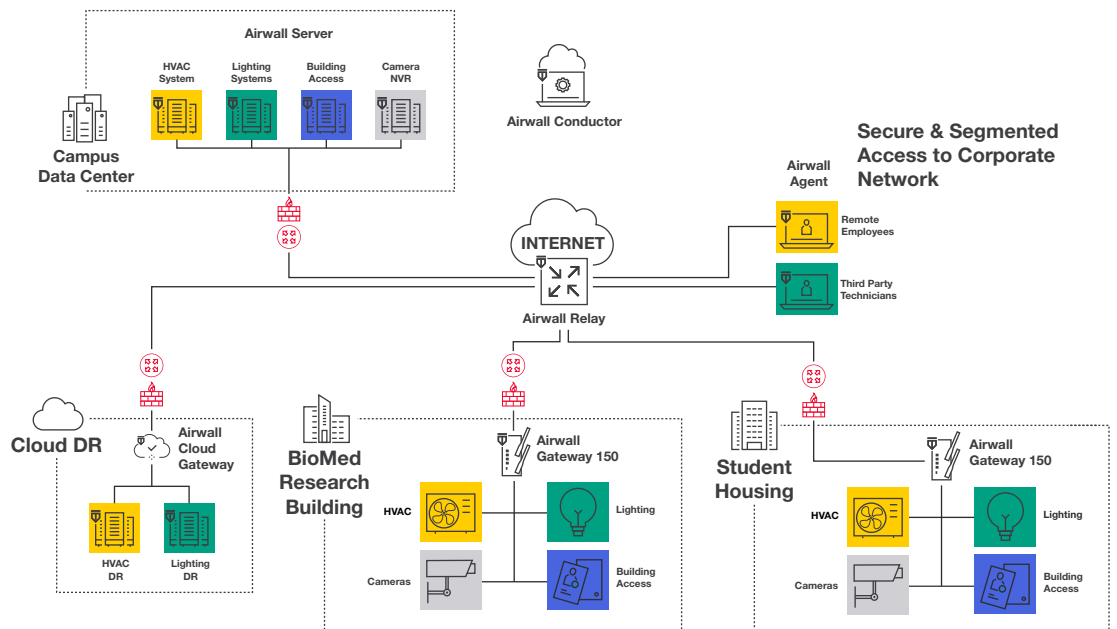 Airwall Server
HVAC
System
Lighting
Systems
Building
Access
Camera
NVR
Campus
Data Center
Airwall Conductor
Secure & Segmented
Access to Corporate
Network
Airwall
Agent
Remote
Employees
Third Party
Technicians
INTERNET
Airwall Relay
Cloud DR
Airwall
Cloud
Gateway
HVAC
DR
Lighting
DR
BioMed
Research
Building
Airwall
Gateway 150
HVAC
Lighting
Cameras
Building
Access
Student
Housing
Airwall
Gateway 150
HVAC
Lighting
Cameras
Building
Access